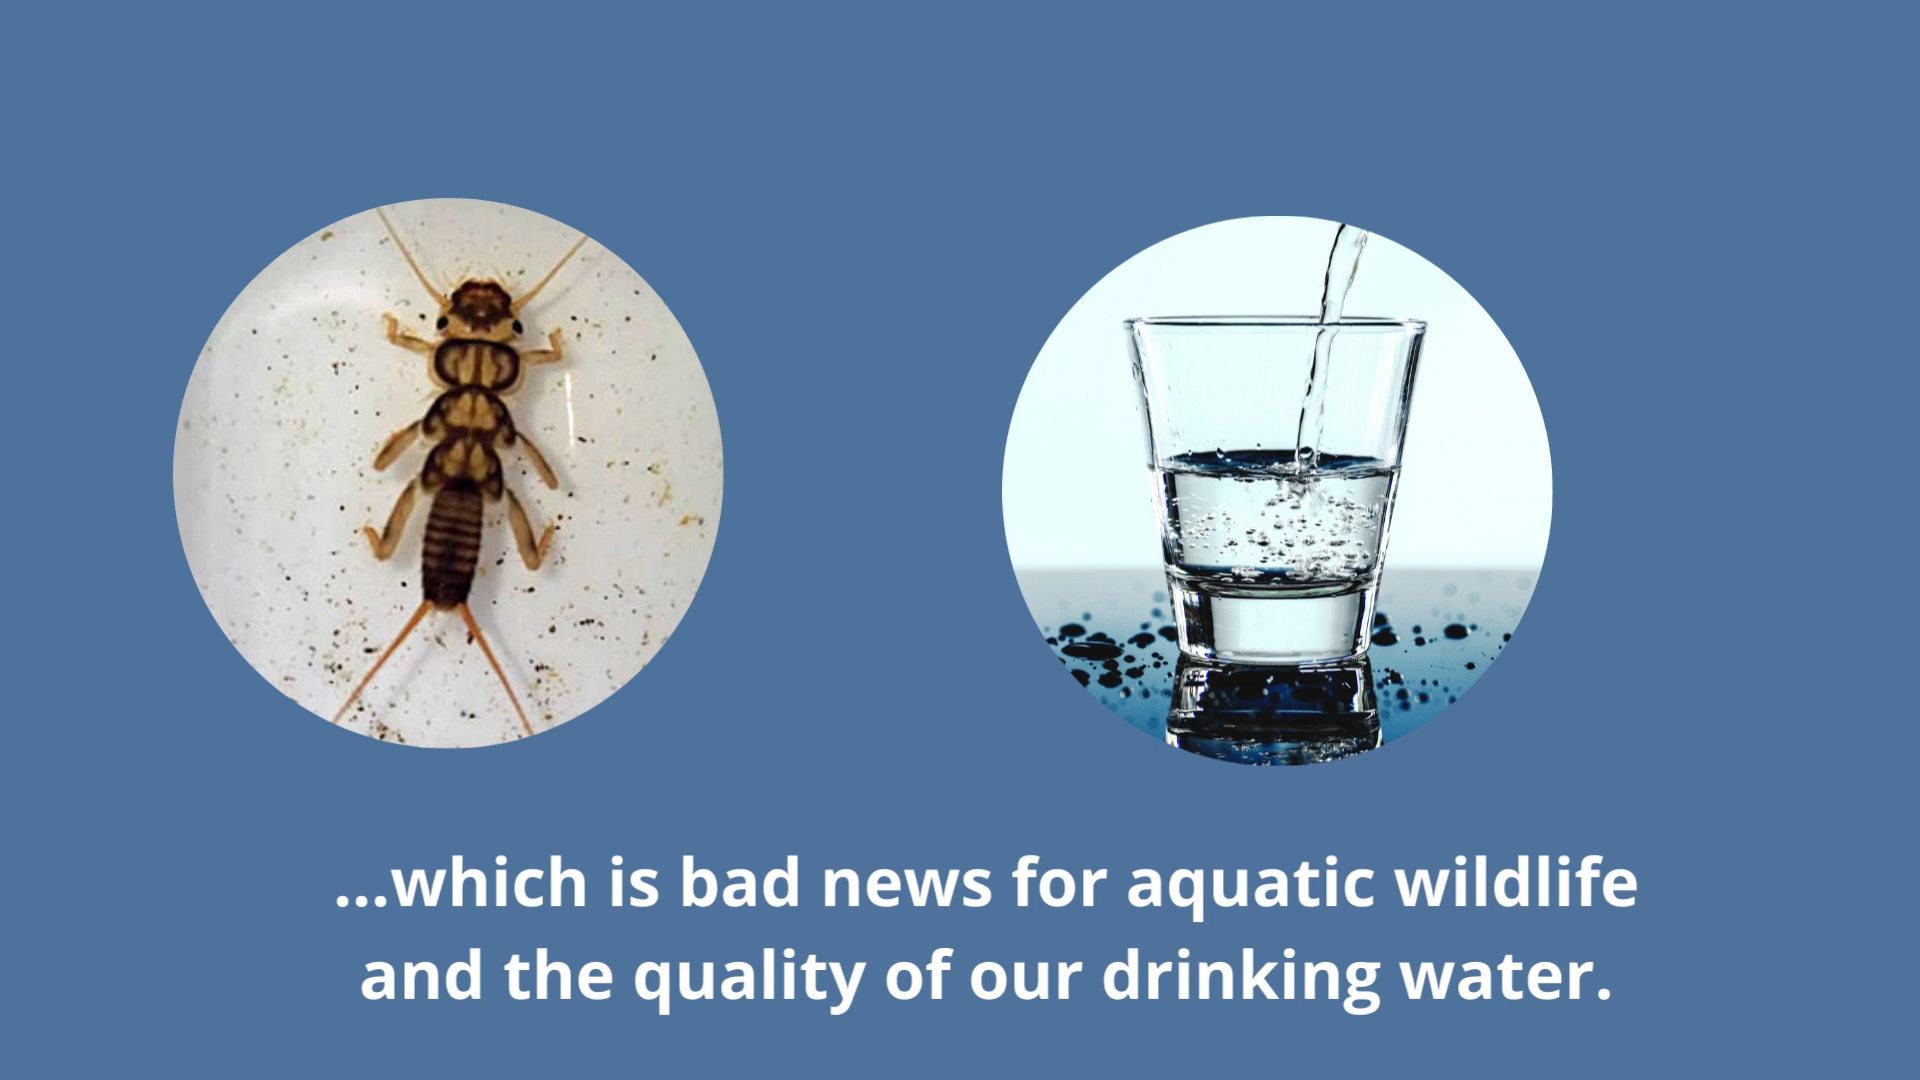 ...which is bad news for aquatic wildlife
and the quality of our drinking water.